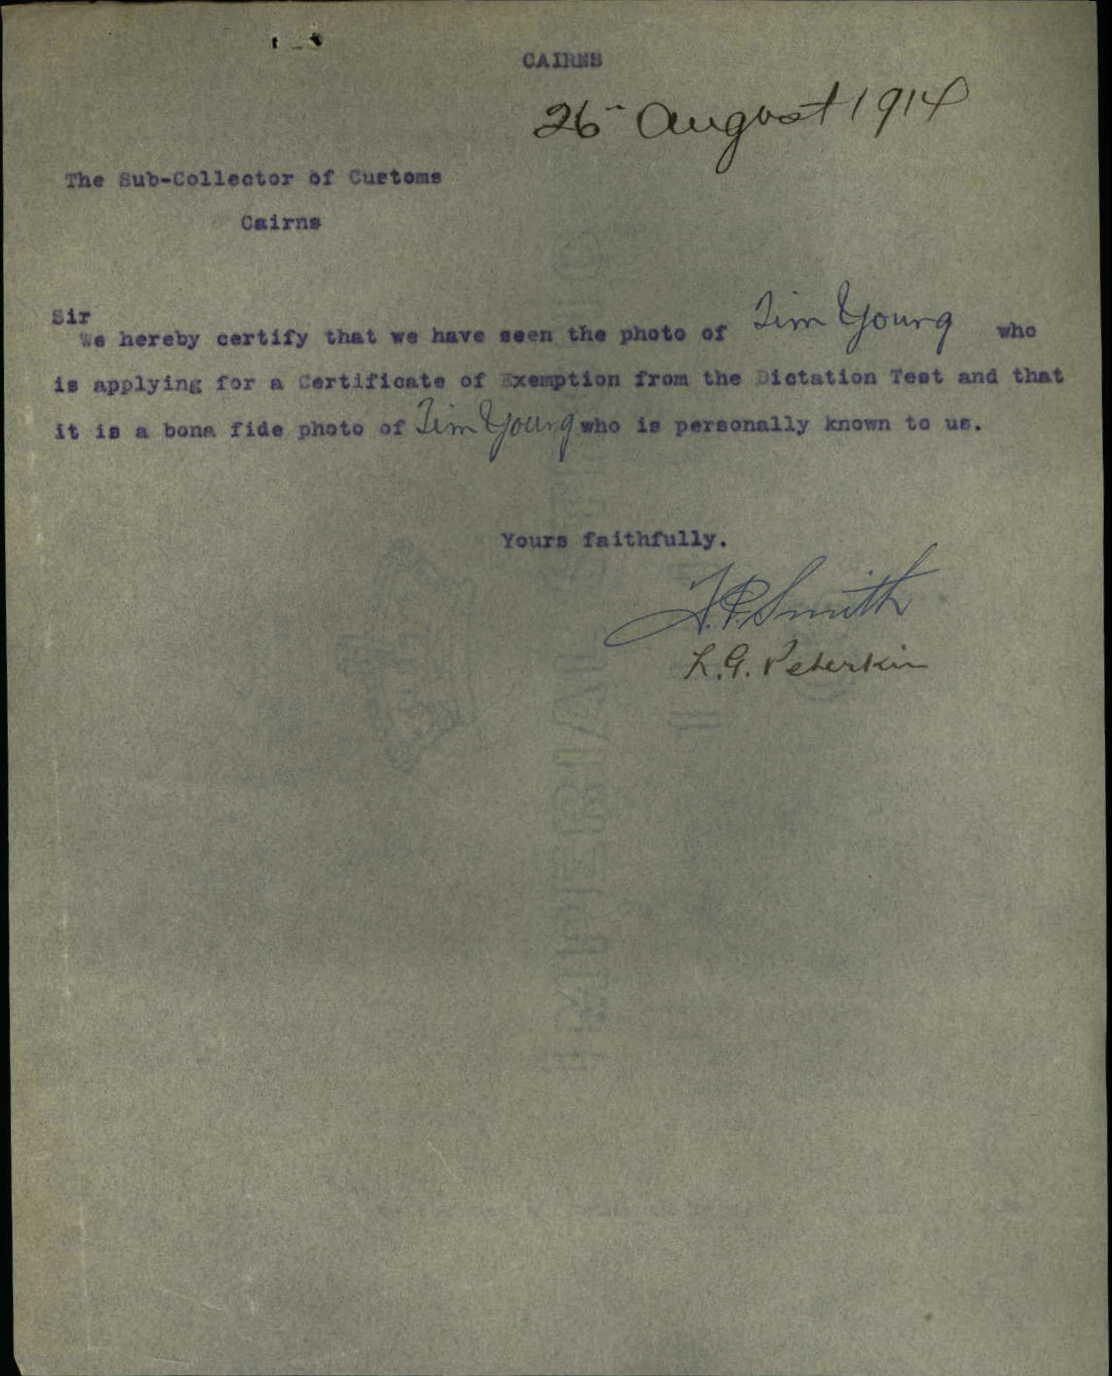 CAIRNS
26 August 1914
The Sub-Collector of Customs
Cairns
Sir
We hereby certify that we have seen the photo of Tim Young who
is applying for a Certificate of Exemption from the Dictation Test and that
it is a bona fide photo of Tim Young who is personally known to us.
Yours faithfully.
Smith
L.G. Peterkin
IMPERIAL